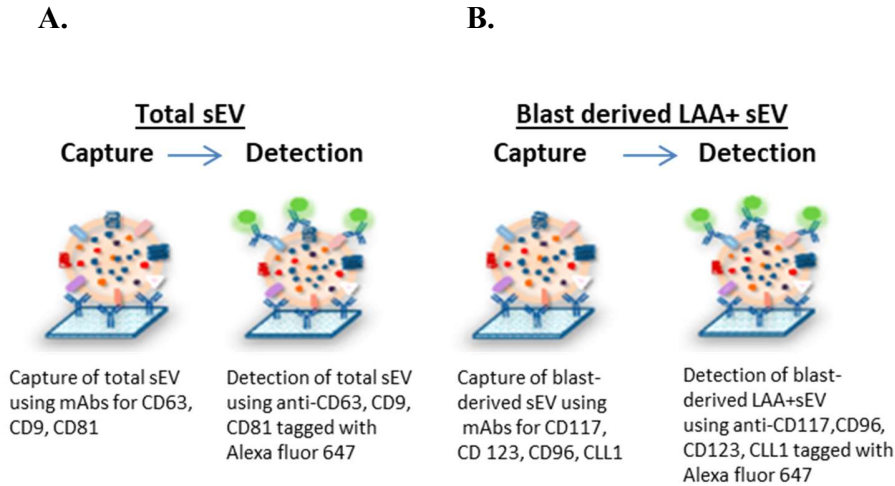 A.
B.
Total sEV
Capture
Detection
Capture of total sEV
using mAbs for CD63,
CD9, CD81
Detection of total sEV
using anti-CD63, CD9,
CD81 tagged with
Alexa fluor 647
Blast derived LAA+ sEV
Capture
Detection
Capture of blast-
derived sEV using
mAbs for CD117,
CD 123, CD96, CLL1
Detection of blast-
derived LAA+sEV
using anti-CD117,CD96,
CD123, CLL1 tagged with
Alexa fluor 647